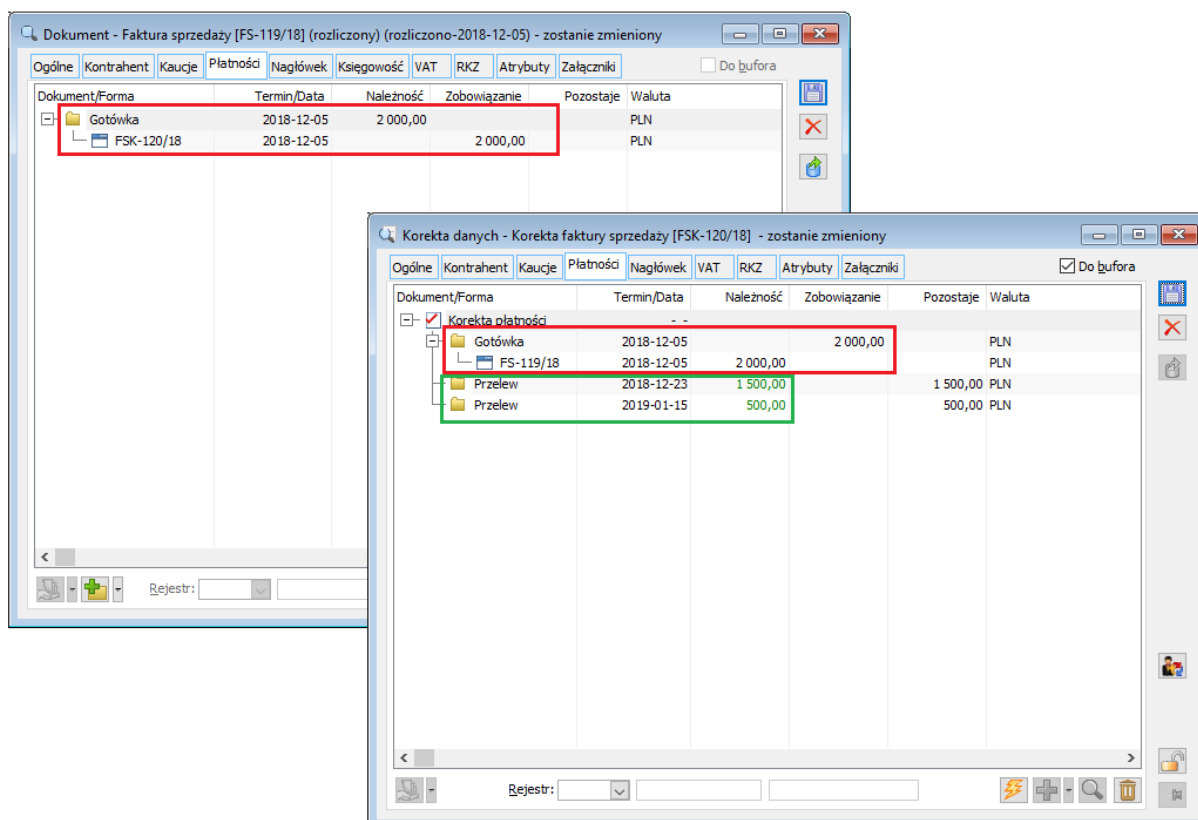 Dokument - Faktura sprzedaży [FS-119/18] (rozliczony) (rozliczono-2018-12-05) - zostanie zmieniony
Ogólne Kontrahent Kaucje Płatności Nagłówek Księgowość VAT RKZ Atrybuty Załączniki Do bufora
Dokument/Forma Termin/Data Należność Zobowiązanie Pozostaje Waluta
Gotówka 2018-12-05 2 000,00 PLN
FSK-120/18 2018-12-05 2 000,00 PLN
Rejestr:
Korekta danych - Korekta faktury sprzedaży [FSK-120/18] - zostanie zmieniony
Ogólne Kontrahent Kaucje Płatności Nagłówek VAT RKZ Atrybuty Załączniki Do bufora
Dokument/Forma Termin/Data Należność Zobowiązanie Pozostaje Waluta
Korekta płatności - -
Gotówka 2018-12-05 2 000,00 PLN
FS-119/18 2018-12-05 2 000,00 PLN
Przelew 2018-12-23 1 500,00 1 500,00 PLN
Przelew 2019-01-15 500,00 500,00 PLN
Rejestr: